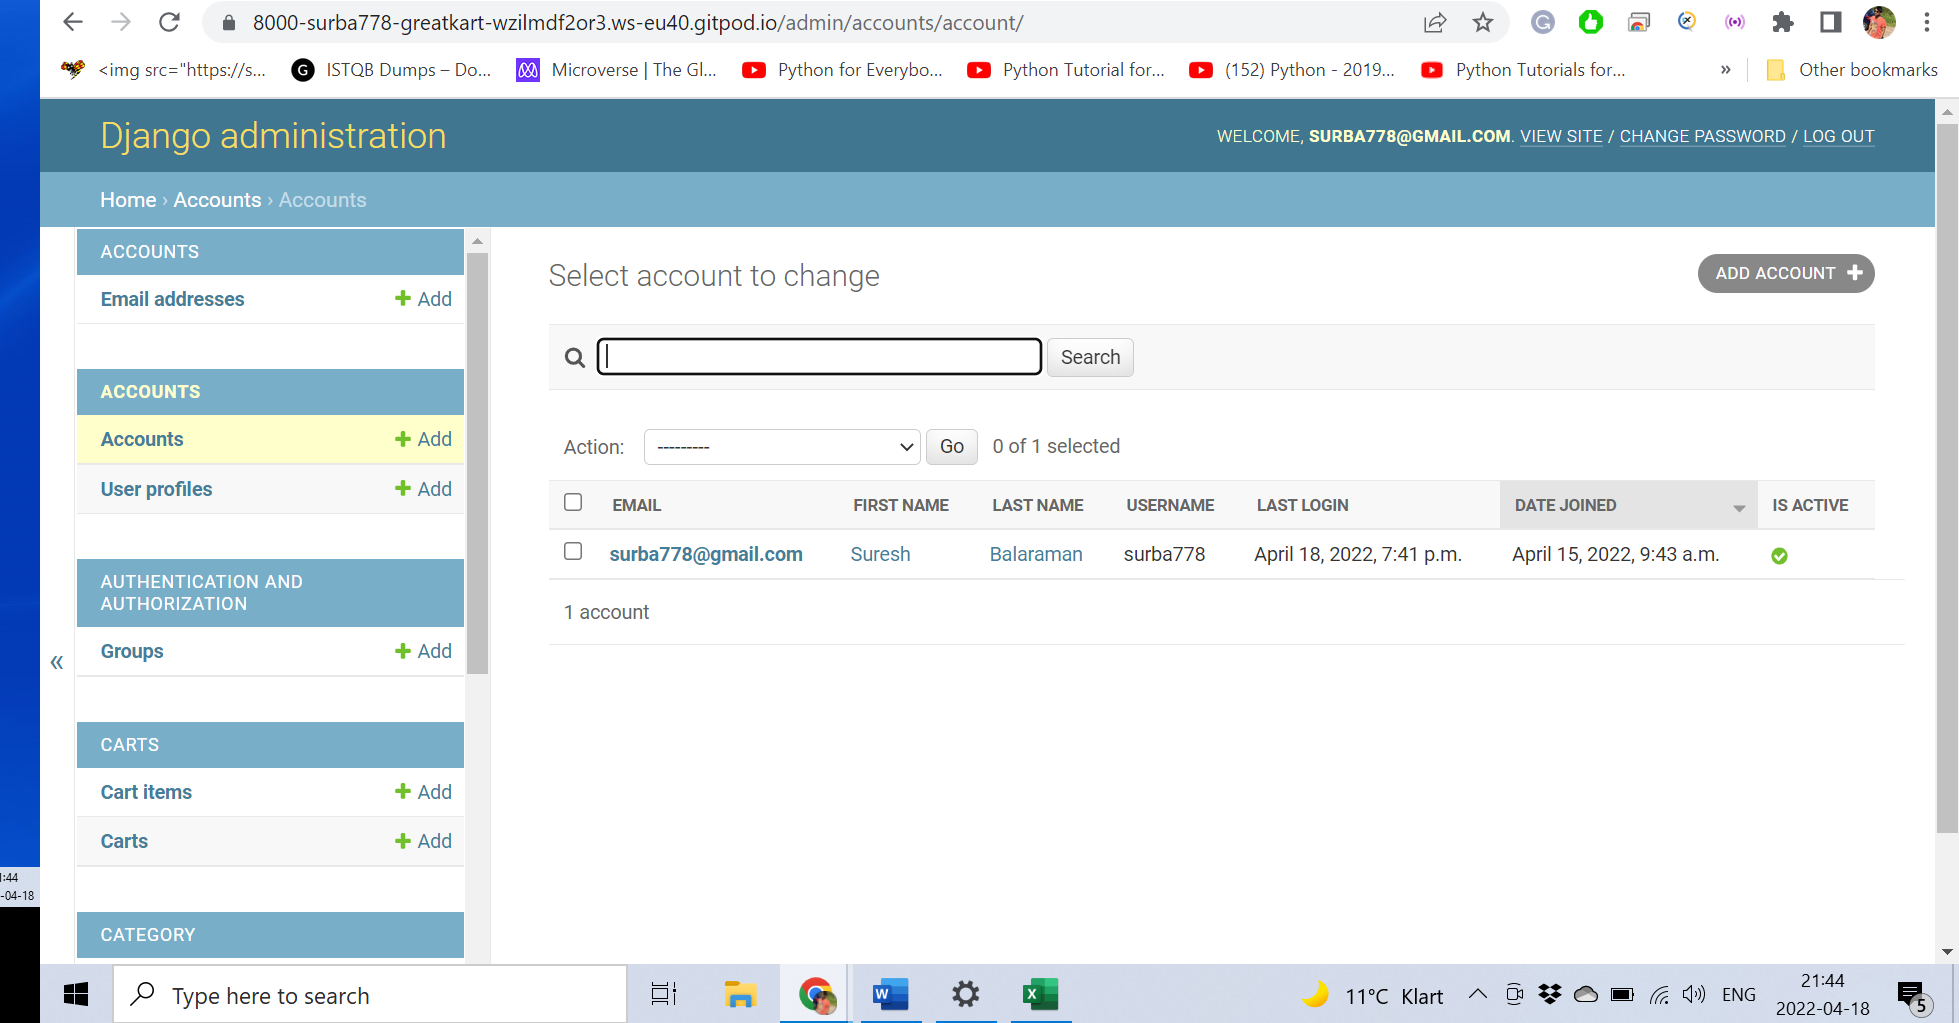 8000-surba778-greatkart-wzilmdf2or3.ws-eu40.gitpod.io/admin/accounts/account/
<img src="https://s... ISTQB Dumps – Do... Microverse | The Gl... Python for Everybo... Python Tutorial for... (152) Python - 2019... Python Tutorials for... » Other bookmarks
Django administration
WELCOME, SURBA778@GMAIL.COM. VIEW SITE / CHANGE PASSWORD / LOG OUT
Home › Accounts › Accounts
ACCOUNTS
Email addresses + Add
ACCOUNTS
Accounts + Add
User profiles + Add
AUTHENTICATION AND
AUTHORIZATION
Groups + Add
«
CARTS
Cart items + Add
Carts + Add
CATEGORY
Select account to change
ADD ACCOUNT +
Search
Action: --------- Go 0 of 1 selected
EMAIL FIRST NAME LAST NAME USERNAME LAST LOGIN DATE JOINED IS ACTIVE
surba778@gmail.com Suresh Balaraman surba778 April 18, 2022, 7:41 p.m. April 15, 2022, 9:43 a.m.
1 account
:44
-04-18
Type here to search
11°C Klart
ENG
21:44
2022-04-18
5